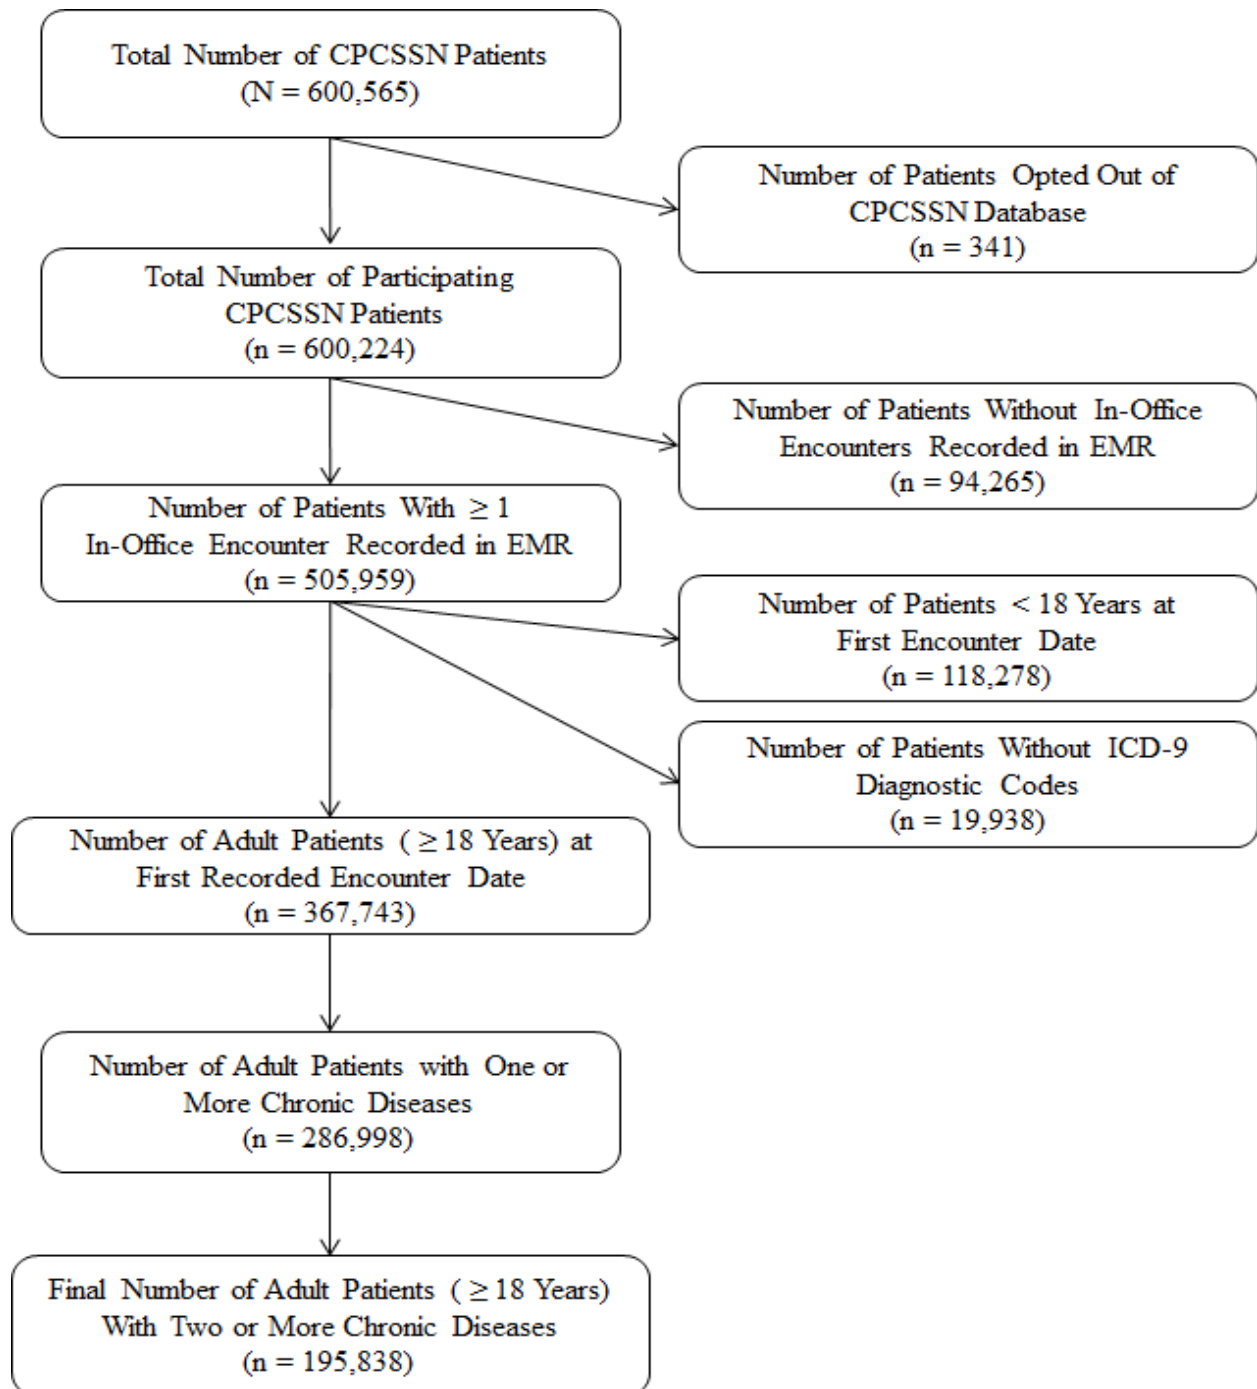 Total Number of CPCSSN Patients
(N = 600,565)
Number of Patients Opted Out of
CPCSSN Database
(n = 341)
Total Number of Participating
CPCSSN Patients
(n = 600,224)
Number of Patients Without In-Office
Encounters Recorded in EMR
(n = 94,265)
Number of Patients With ≥ 1
In-Office Encounter Recorded in EMR
(n = 505,959)
Number of Patients < 18 Years at
First Encounter Date
(n = 118,278)
Number of Patients Without ICD-9
Diagnostic Codes
(n = 19,938)
Number of Adult Patients ( ≥ 18 Years) at
First Recorded Encounter Date
(n = 367,743)
Number of Adult Patients with One or
More Chronic Diseases
(n = 286,998)
Final Number of Adult Patients ( ≥ 18 Years)
With Two or More Chronic Diseases
(n = 195,838)